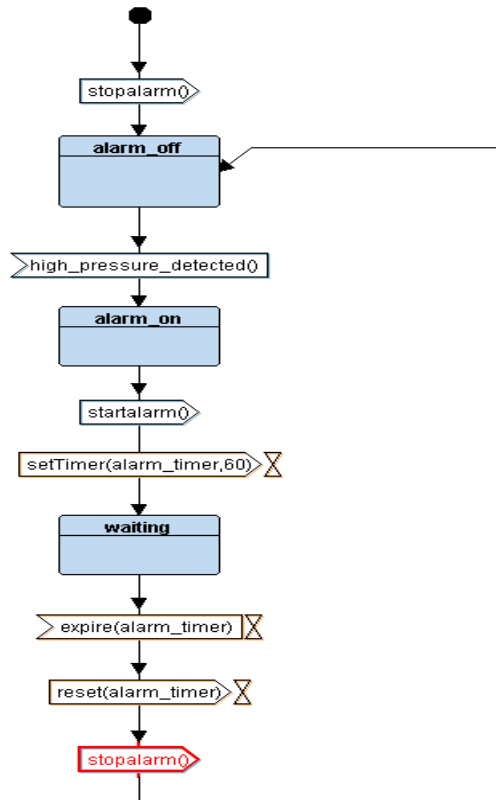 stopalarm()
alarm_off
high_pressure_detected()
alarm_on
startalarm()
setTimer(alarm_timer,60)
waiting
expire(alarm_timer)
reset(alarm_timer)
stopalarm()